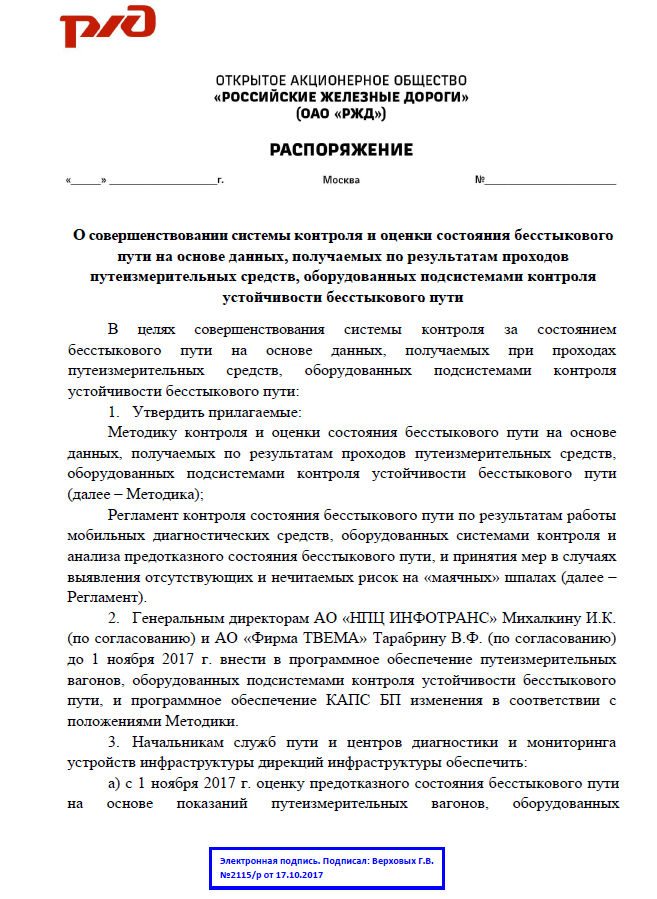 РЖД
ОТКРЫТОЕ АКЦИОНЕРНОЕ ОБЩЕСТВО
«РОССИЙСКИЕ ЖЕЛЕЗНЫЕ ДОРОГИ»
(ОАО «РЖД»)
РАСПОРЯЖЕНИЕ
«_____» ___________________г. Москва №_______________________
О совершенствовании системы контроля и оценки состояния бесстыкового
пути на основе данных, получаемых по результатам проходов
путеизмерительных средств, оборудованных подсистемами контроля
устойчивости бесстыкового пути
В целях совершенствования системы контроля за состоянием
бесстыкового пути на основе данных, получаемых при проходах
путеизмерительных средств, оборудованных подсистемами контроля
устойчивости бесстыкового пути:
1. Утвердить прилагаемые:
Методику контроля и оценки состояния бесстыкового пути на основе
данных, получаемых по результатам проходов путеизмерительных средств,
оборудованных подсистемами контроля устойчивости бесстыкового пути
(далее – Методика);
Регламент контроля состояния бесстыкового пути по результатам работы
мобильных диагностических средств, оборудованных системами контроля и
анализа предотказного состояния бесстыкового пути, и принятия мер в случаях
выявления отсутствующих и нечитаемых рисок на «маячных» шпалах (далее –
Регламент).
2. Генеральным директорам АО «НПЦ ИНФОТРАНС» Михалкину И.К.
(по согласованию) и АО «Фирма ТВЕМА» Тарабрину В.Ф. (по согласованию)
до 1 ноября 2017 г. внести в программное обеспечение путеизмерительных
вагонов, оборудованных подсистемами контроля устойчивости бесстыкового
пути, и программное обеспечение КАПС БП изменения в соответствии с
положениями Методики.
3. Начальникам служб пути и центров диагностики и мониторинга
устройств инфраструктуры дирекций инфраструктуры обеспечить:
а) с 1 ноября 2017 г. оценку предотказного состояния бесстыкового пути
на основе показаний путеизмерительных вагонов, оборудованных
Электронная подпись. Подписал: Верховых Г.В.
№2115/р от 17.10.2017